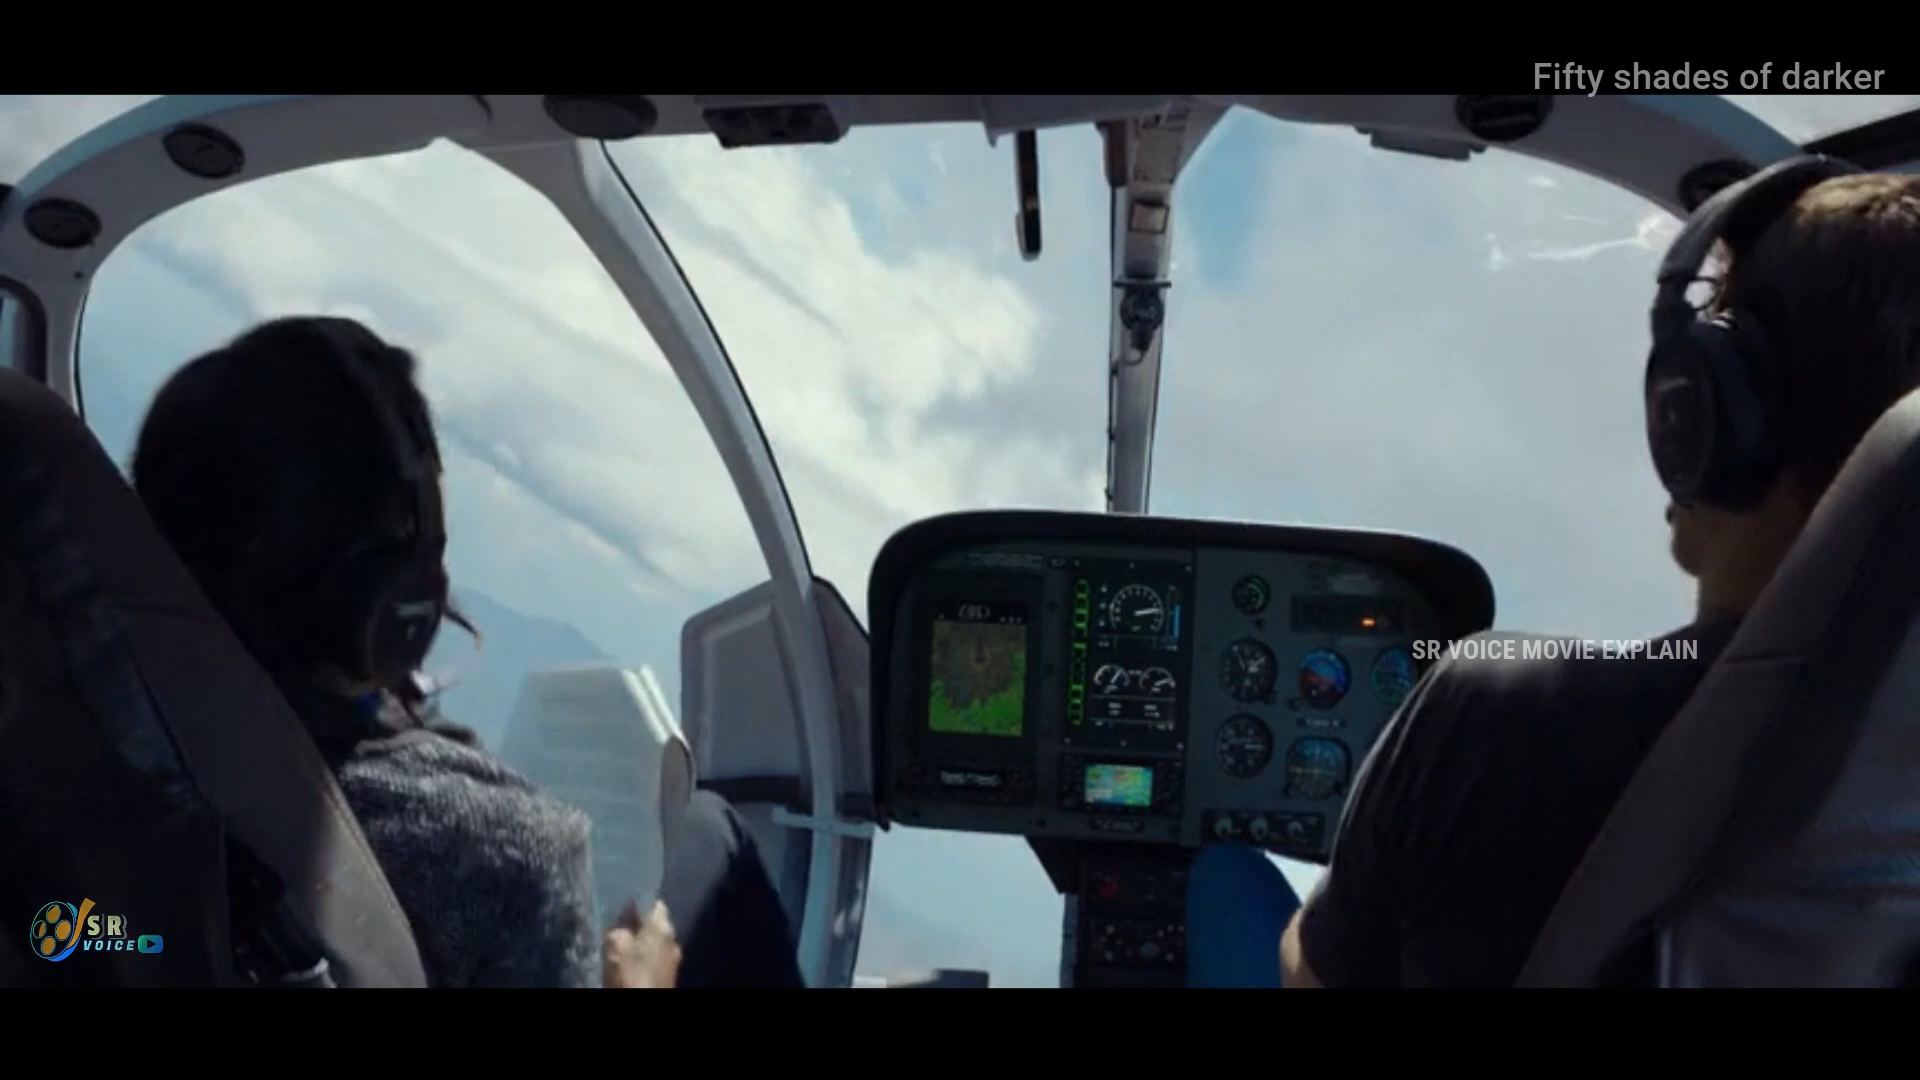 Fifty shades of darker
SR VOICE MOVIE EXPLAIN
SR
VOICE